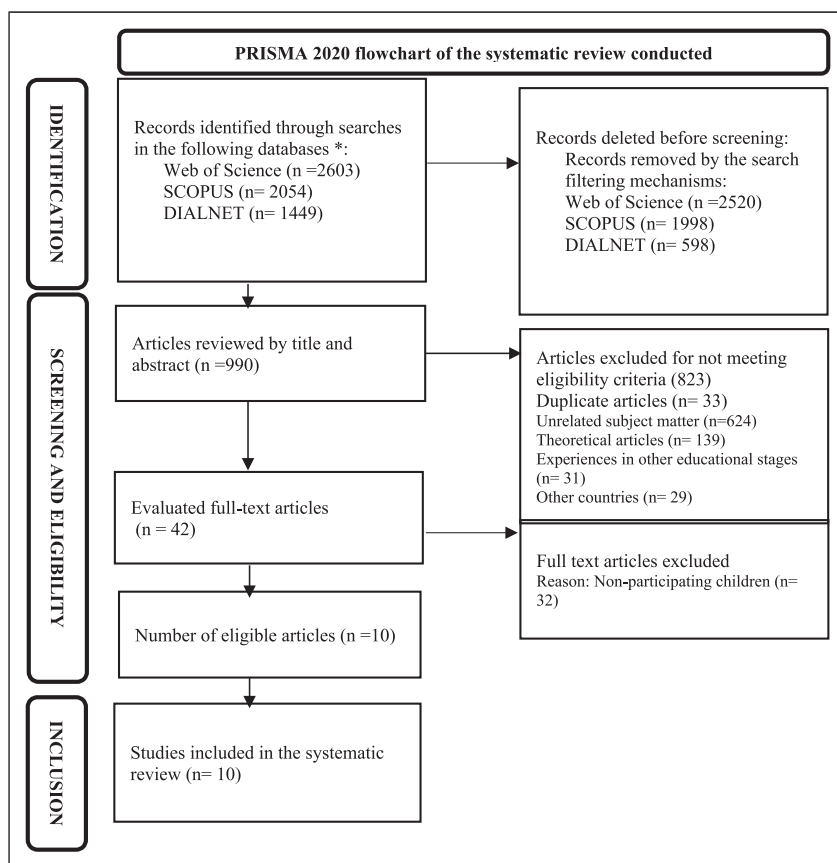 PRISMA 2020 flowchart of the systematic review conducted
IDENTIFICATION
Records identified through searches
in the following databases *:
Web of Science (n =2603)
SCOPUS (n= 2054)
DIALNET (n= 1449)
Records deleted before screening:
Records removed by the search
filtering mechanisms:
Web of Science (n =2520)
SCOPUS (n= 1998)
DIALNET (n= 598)
SCREENING AND ELIGIBILITY
Articles reviewed by title and
abstract (n =990)
Articles excluded for not meeting
eligibility criteria (823)
Duplicate articles (n= 33)
Unrelated subject matter (n=624)
Theoretical articles (n= 139)
Experiences in other educational stages
(n= 31)
Other countries (n= 29)
Evaluated full-text articles
(n = 42)
Full text articles excluded
Reason: Non-participating children (n=
32)
Number of eligible articles (n =10)
INCLUSION
Studies included in the systematic
review (n= 10)